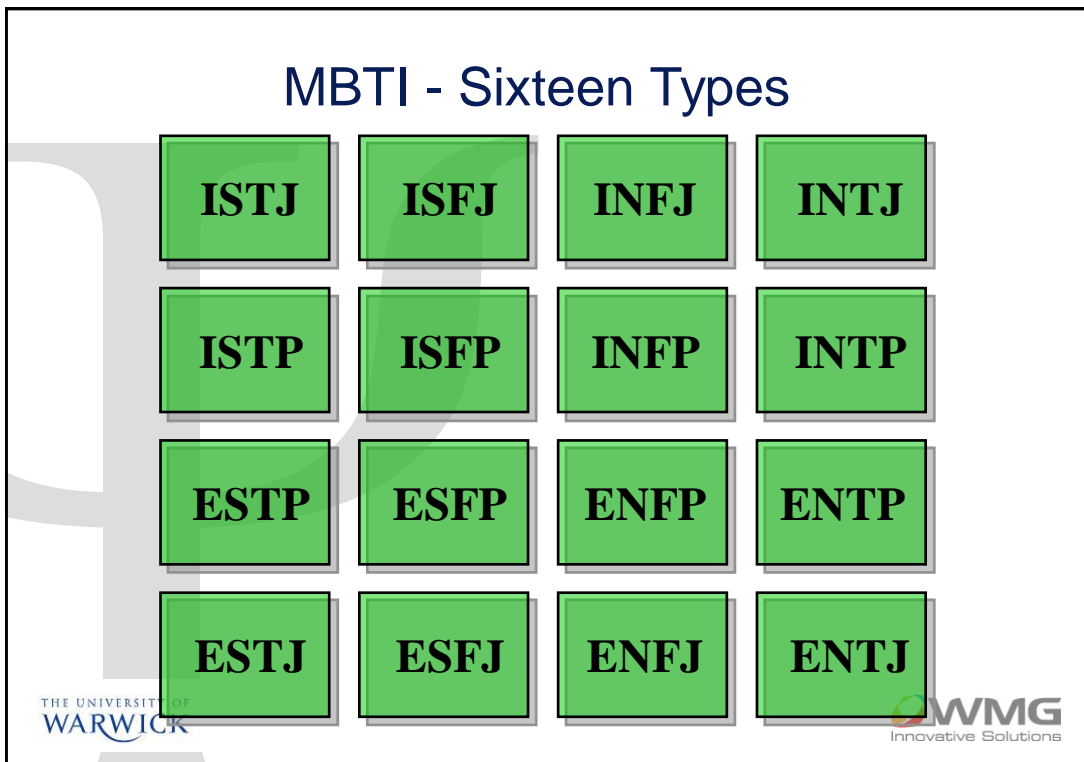 MBTI - Sixteen Types
ISTJ ISFJ INFJ INTJ
ISTP ISFP INFP INTP
ESTP ESFP ENFP ENTP
ESTJ ESFJ ENFJ ENTJ
THE UNIVERSITY OF
WARWICK
WMG
Innovative Solutions